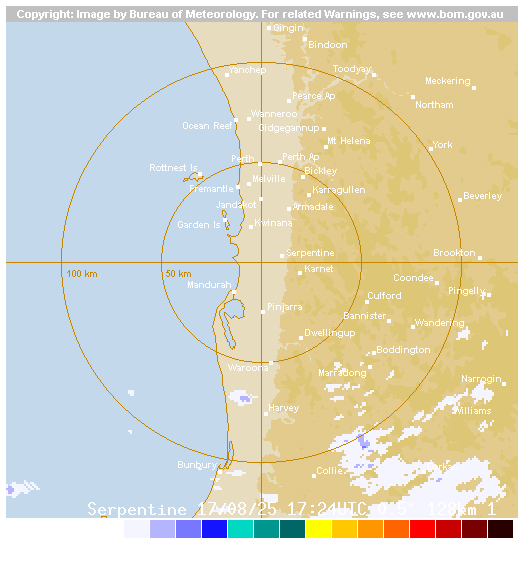 Copyright: Image by Bureau of Meteorology. For related Warnings, see www.bom.gov.au
Gingin
Bindoon
Yanchep
Toodyay
Meckering
Pearce Ap
Northam
Wanneroo
Ocean Reef
Gidgegannup
Mt Helena
York
Perth
Perth Ap
Rottnest Is
Bickley
Melville
Fremantle
Karragullen
Beverley
Jandakot
Armadale
Garden Is
Kwinana
Serpentine
Brookton
Karnet
100 km
50 km
Coondee
Mandurah
Pingelly
Culford
Pinjarra
Bannister
Wandering
Dwellingup
Boddington
Waroona
Marradong
Narrogin
Harvey
Williams
Bunbury
Collie
Serpentine 17/08/25 17:24UTC 0.5° 128km 1